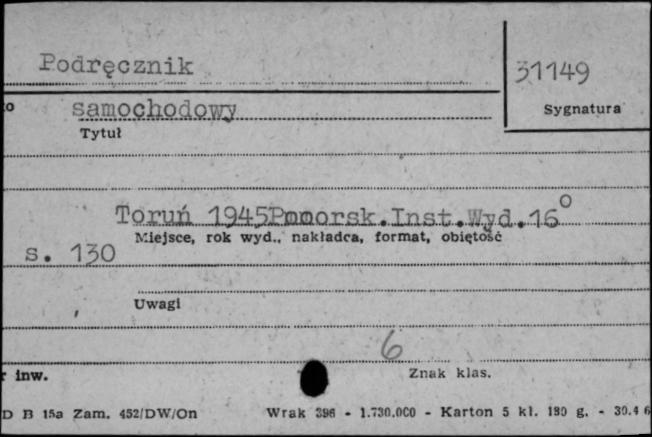 Podręcznik
31149
o samochodowy
Sygnatura
Tytuł
Toruń 1945Pomorsk.Inst.Wyd.16°
Miejsce, rok wyd., nakładca, format, objętość
s. 130
Uwagi
6
r inw.
Znak klas.
D B 15a Zam. 452/DW/On Wrak 396 - 1.730.000 - Karton 5 kl. 180 g. - 30.4 6